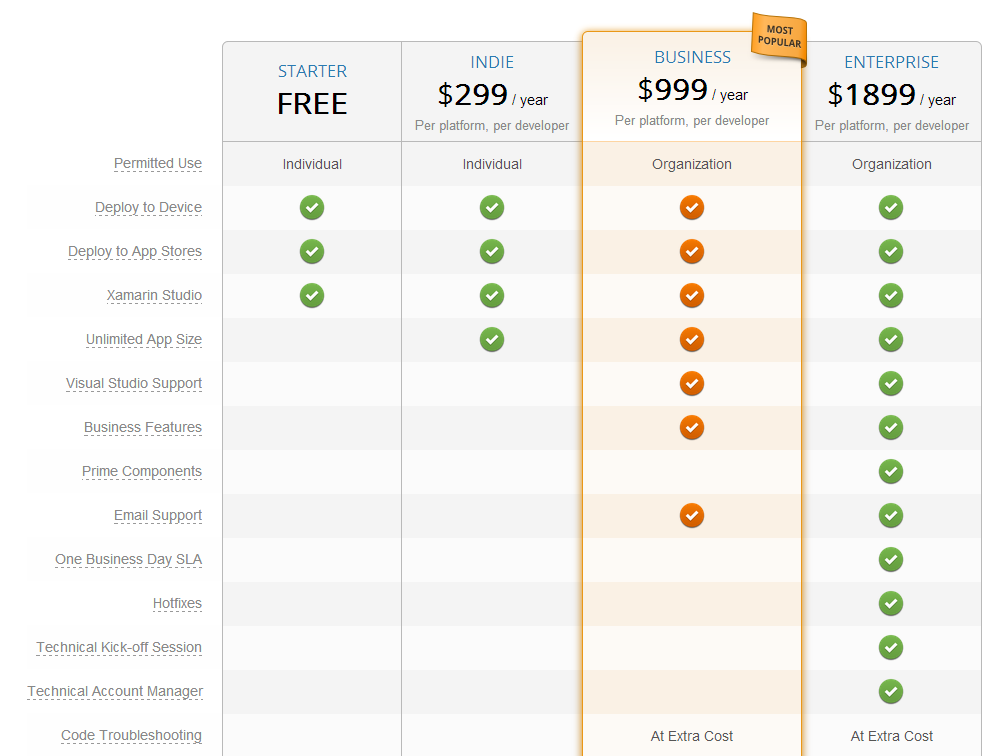 MOST
POPULAR
STARTER
FREE
INDIE
$299 / year
Per platform, per developer
BUSINESS
$999 / year
Per platform, per developer
ENTERPRISE
$1899 / year
Per platform, per developer
Permitted Use Individual Individual Organization Organization
Deploy to Device
Deploy to App Stores
Xamarin Studio
Unlimited App Size
Visual Studio Support
Business Features
Prime Components
Email Support
One Business Day SLA
Hotfixes
Technical Kick-off Session
Technical Account Manager
Code Troubleshooting At Extra Cost At Extra Cost